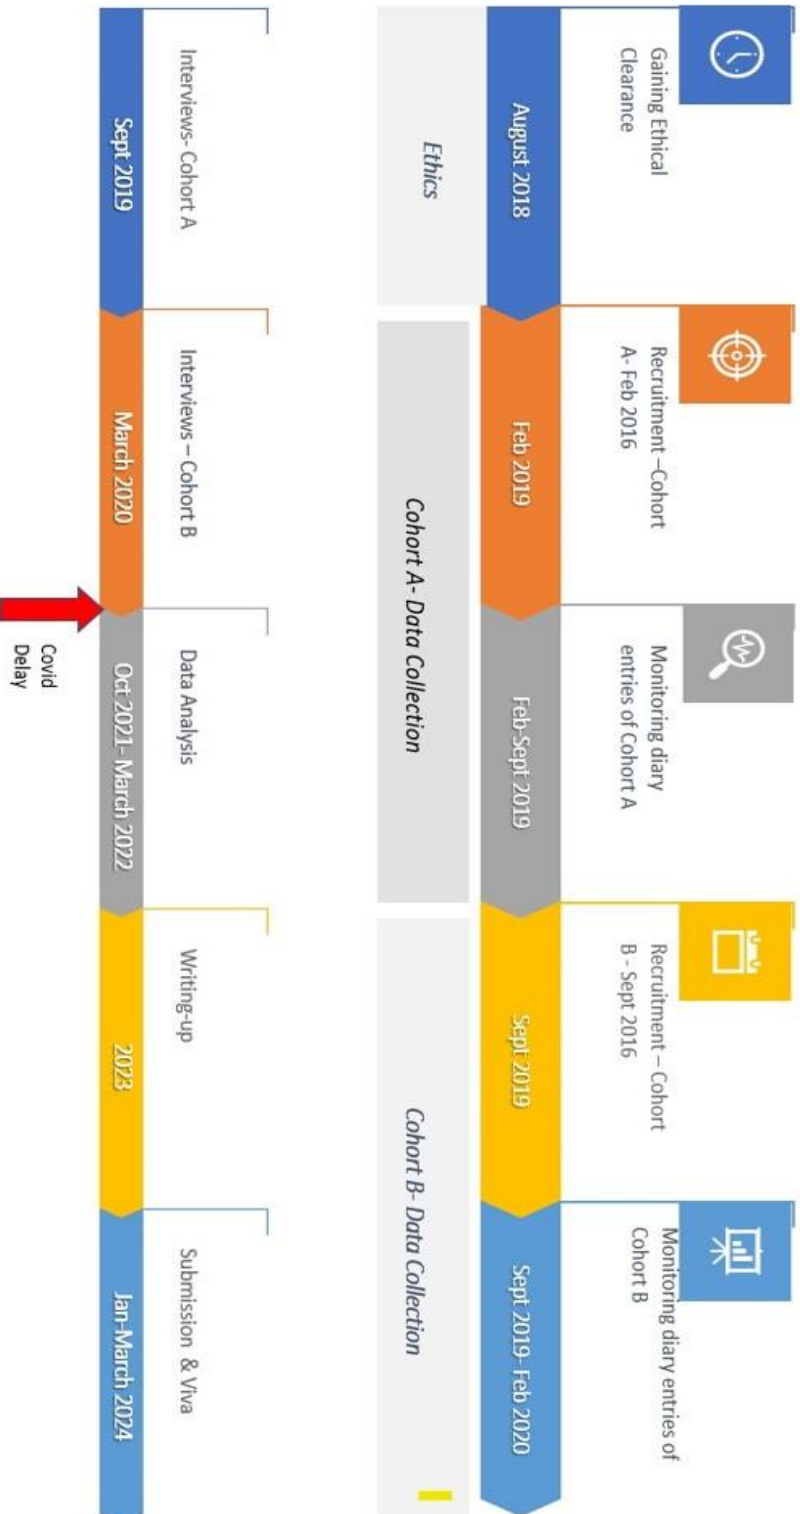 Gaining Ethical
Clearance
Recruitment –Cohort
A- Feb 2016
Monitoring diary
entries of Cohort A
Recruitment – Cohort
B - Sept 2016
Monitoring diary entries of
Cohort B
August 2018
Feb 2019
Feb-Sept 2019
Sept 2019
Sept 2019- Feb 2020
Ethics
Cohort A- Data Collection
Cohort B- Data Collection
Interviews- Cohort A
Interviews – Cohort B
Data Analysis
Writing-up
Submission & Viva
Sept 2019
March 2020
Oct 2021- March 2022
2023
Jan-March 2024
Covid
Delay